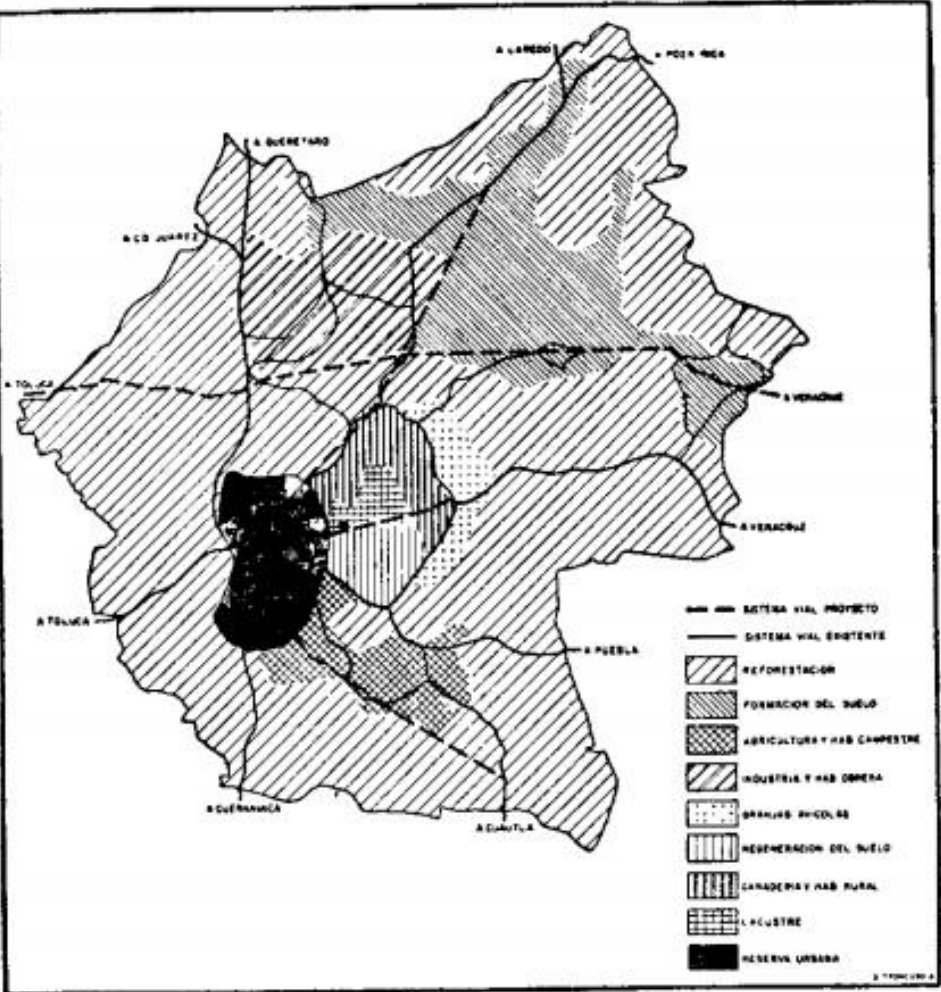 A LAREDO
A POZA RICA
A QUERETARO
A CD JUAREZ
A TOLUCA
A VERACRUZ
A VERACRUZ
A TOLUCA
A PUEBLA
A CUERNAVACA
A CUAUTLA
SISTEMA VIAL PROYECTO
SISTEMA VIAL EXISTENTE
REFORESTACION
FORMACION DEL SUELO
AGRICULTURA Y HAB CAMPESTRE
INDUSTRIA Y HAB OBRERA
GRANJAS AVICOLAS
REGENERACION DEL SUELO
GANADERIA Y HAB RURAL
LACUSTRE
RESERVA URBANA